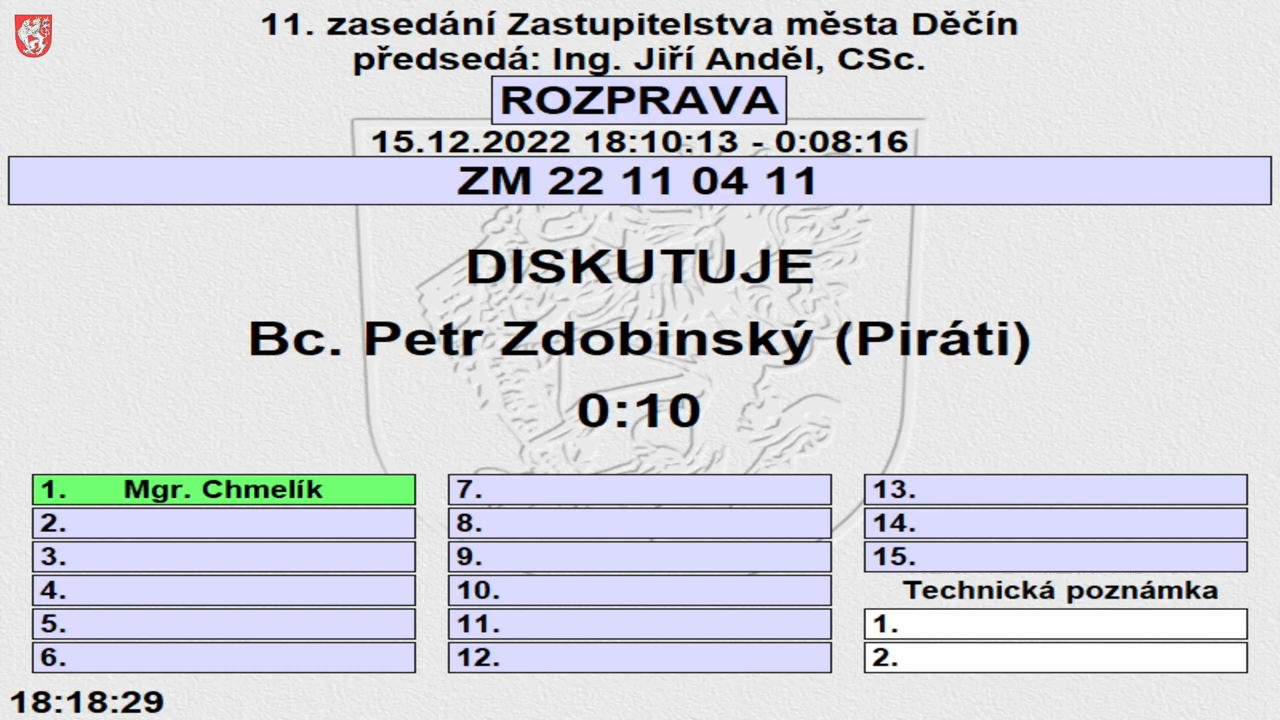 11. zasedání Zastupitelstva města Děčín
předsedá: Ing. Jiří Anděl, CSc.
ROZPRAVA
15.12.2022 18:10:13 - 0:08:16
ZM 22 11 04 11
DISKUTUJE
Bc. Petr Zdobinský (Piráti)
0:10
1. Mgr. Chmelík
2.
3.
4.
5.
6.
7.
8.
9.
10.
11.
12.
13.
14.
15.
Technická poznámka
1.
2.
18:18:29